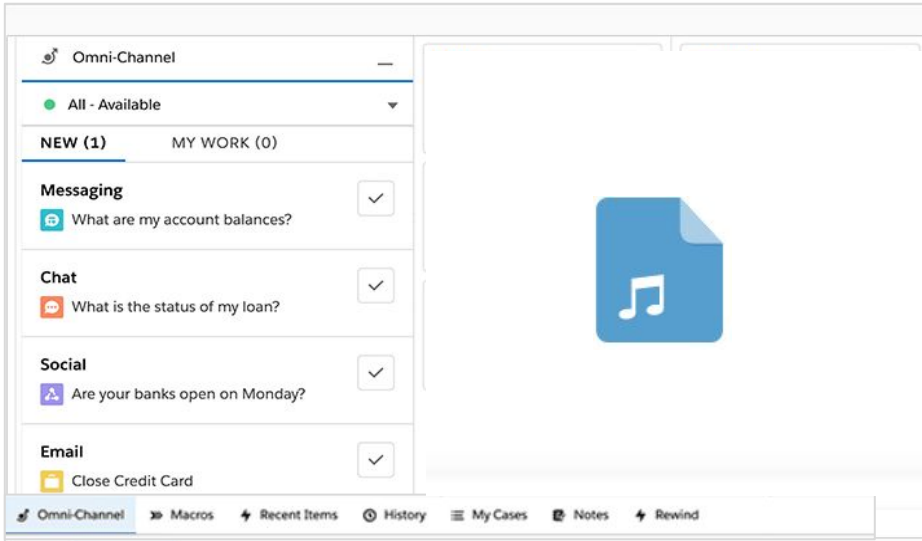 Omni-Channel
All - Available
NEW (1) MY WORK (0)
Messaging
What are my account balances?
Chat
What is the status of my loan?
Social
Are your banks open on Monday?
Email
Close Credit Card
Omni-Channel Macros Recent Items History My Cases Notes Rewind